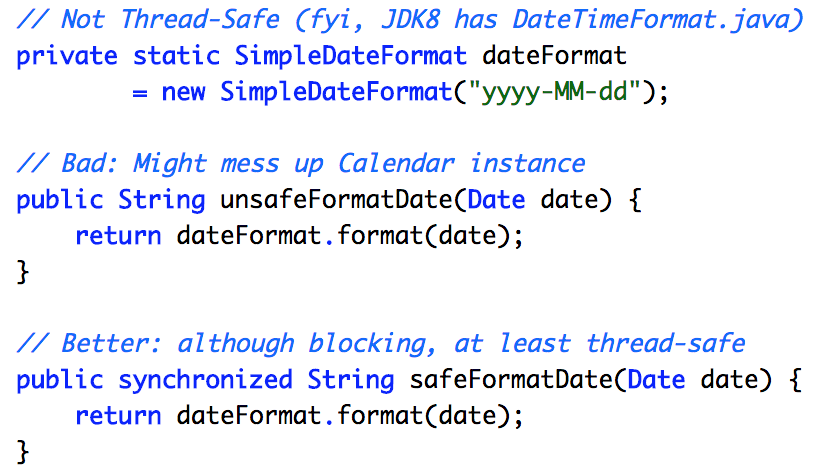 // Not Thread-Safe (fyi, JDK8 has DateTimeFormat.java)
private static SimpleDateFormat dateFormat
        = new SimpleDateFormat("yyyy-MM-dd");

// Bad: Might mess up Calendar instance
public String unsafeFormatDate(Date date) {
    return dateFormat.format(date);
}

// Better: although blocking, at least thread-safe
public synchronized String safeFormatDate(Date date) {
    return dateFormat.format(date);
}